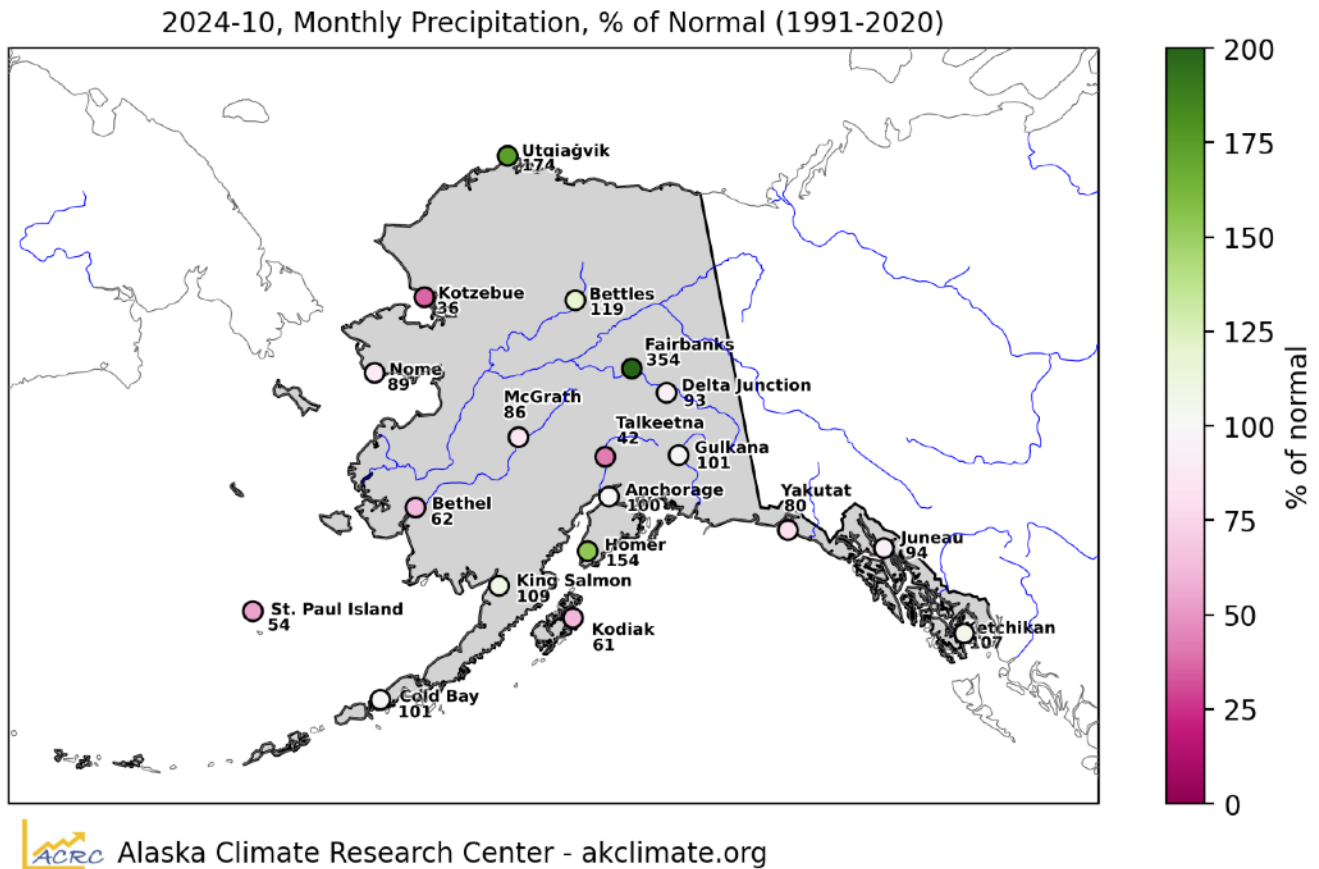 2024-10, Monthly Precipitation, % of Normal (1991-2020)
Utqiaġvik
174
Kotzebue
36
Bettles
119
Fairbanks
354
Nome
89
Delta Junction
93
McGrath
86
Talkeetna
42
Gulkana
101
Anchorage
100
Yakutat
80
Bethel
62
Juneau
94
Homer
154
King Salmon
109
St. Paul Island
54
Kodiak
61
etchikan
107
Cold Bay
101
200
175
150
125
100
75
50
25
0
% of normal
ACRC Alaska Climate Research Center - akclimate.org